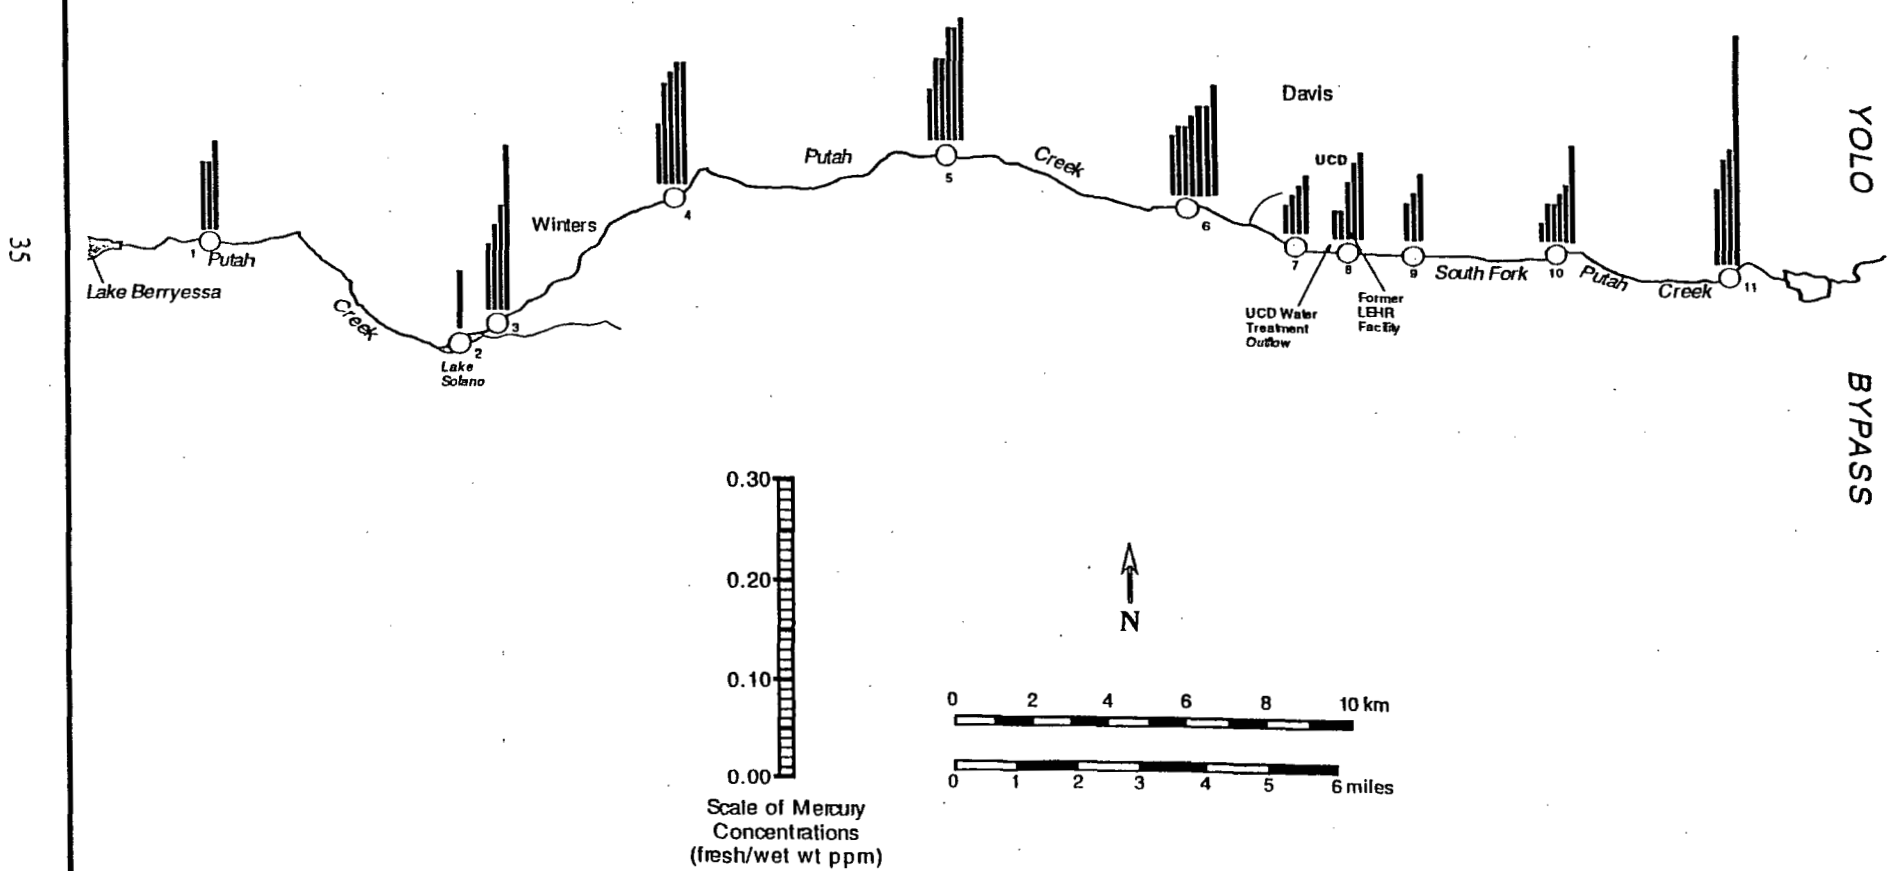 35
Davis
UCD
YOLO
BYPASS
Putah
Creek
Winters
1
Putah
Lake Berryessa
Creek
2
Lake
Solano
3
4
5
6
7
8
9
South Fork
10
Putah
Creek
11
UCD Water
Treatment
Outflow
Former
LEHR
Facility
0.30
0.20
0.10
0.00
Scale of Mercury
Concentrations
(fresh/wet wt ppm)
N
0 2 4 6 8 10 km
0 1 2 3 4 5 6 miles